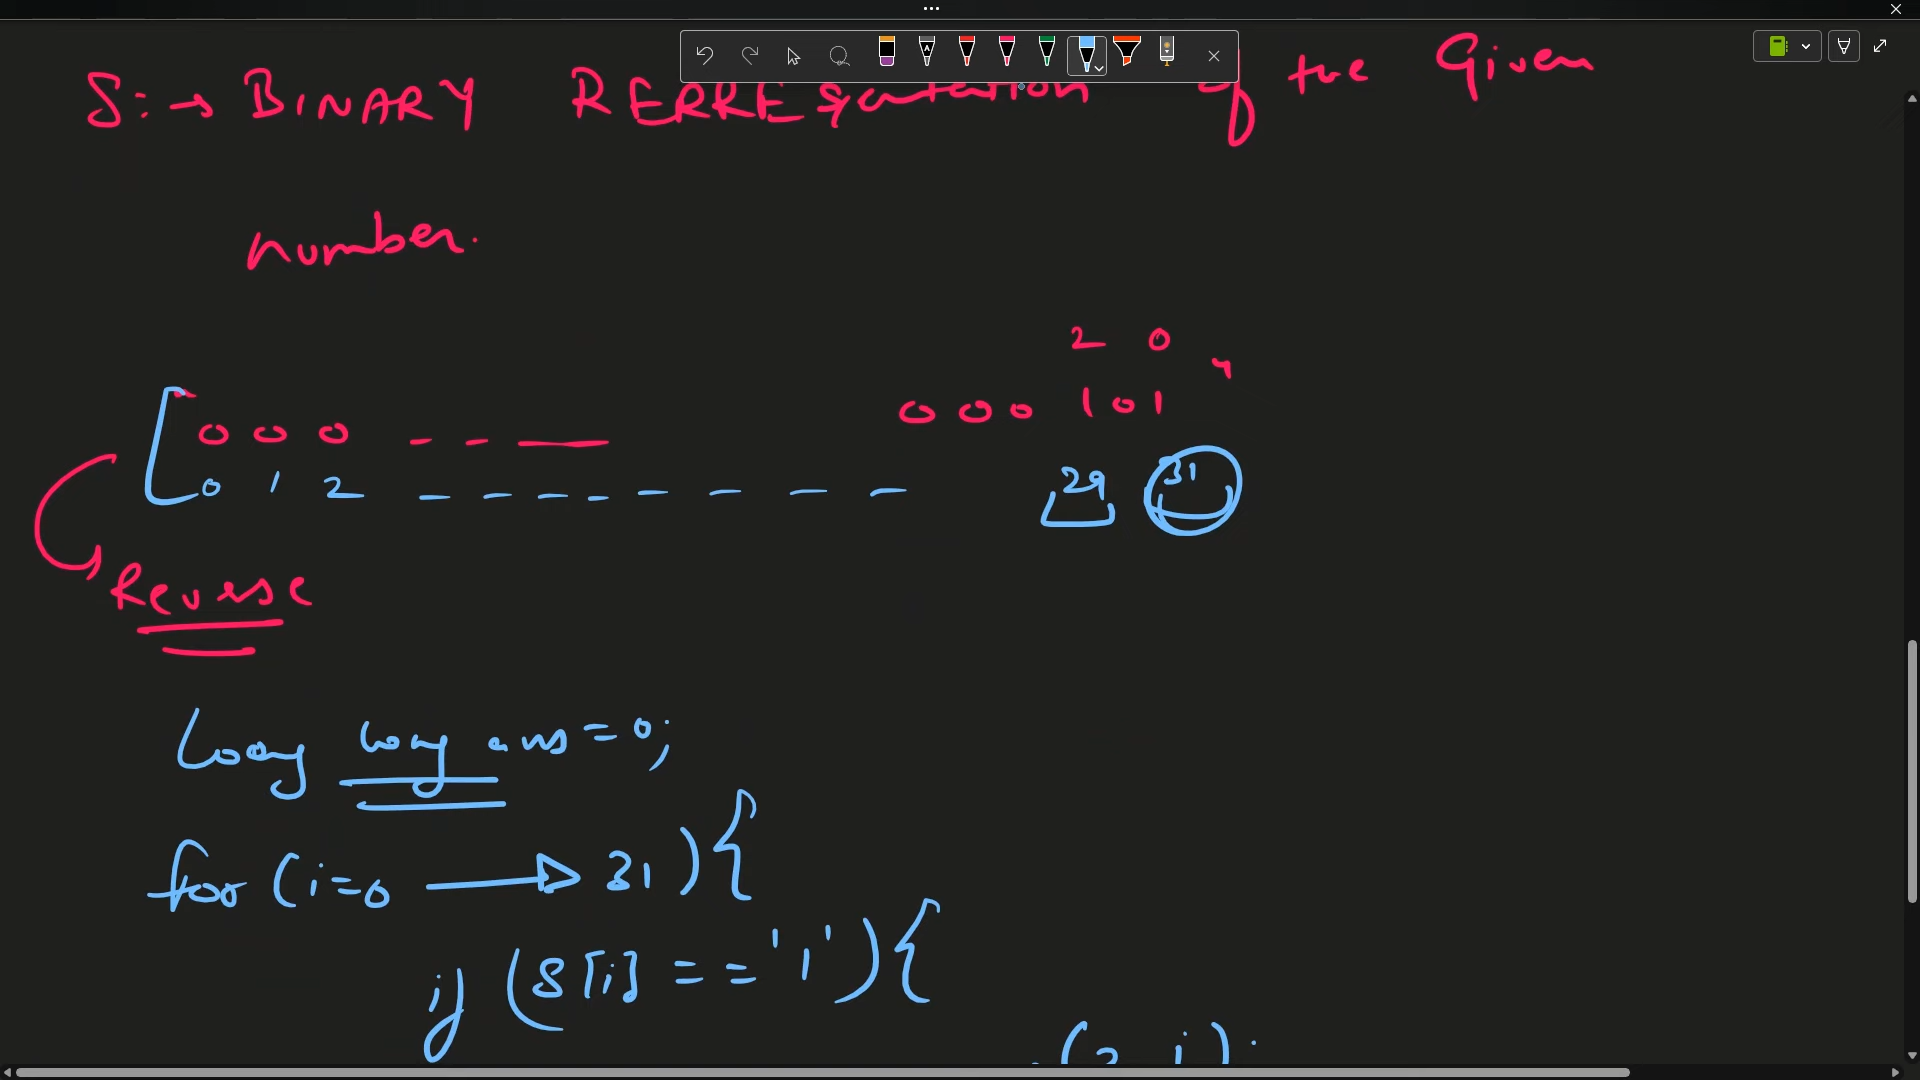 S: → BINARY REPRESentation of the Given
number.
2 0
0 0 0 1 0 1
0 0 0 - - —
0 1 2 - - - - - - - - 29 31
Reverse
Long long ans = 0;
for (i=0 → 31) {
if (S[i] == '1') {
(2, i);